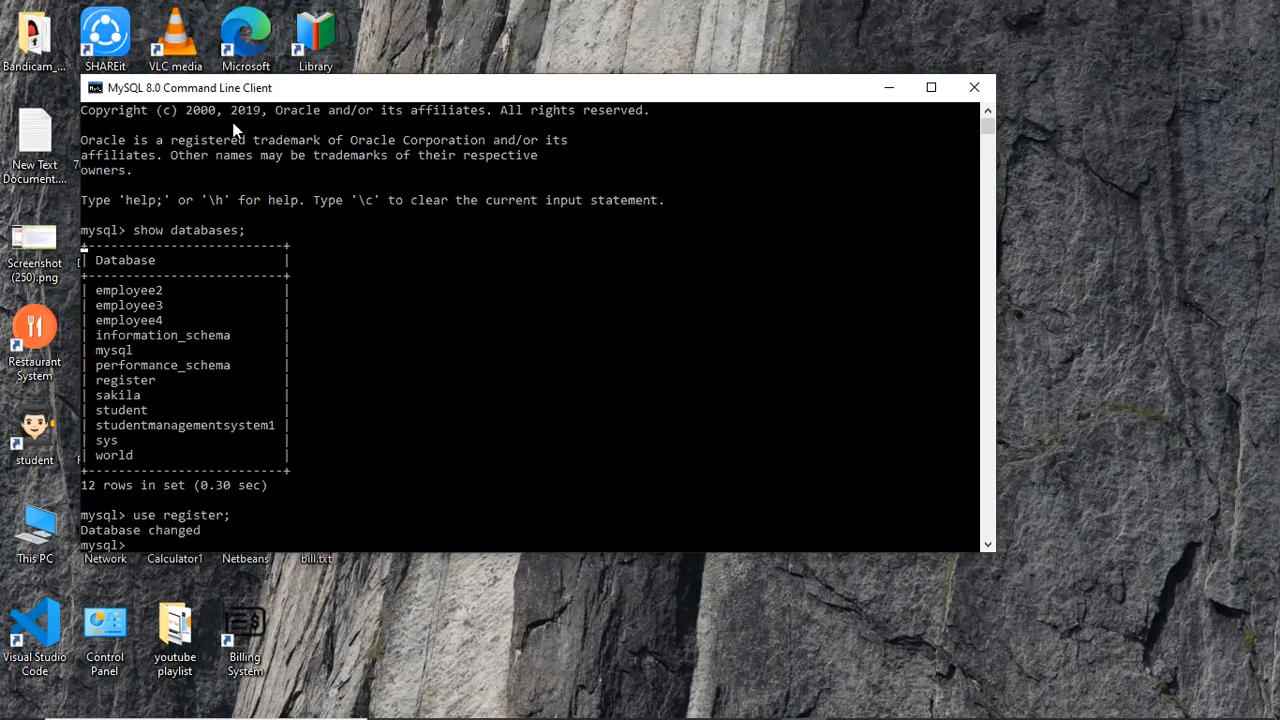 Bandicam_...
SHAREit
VLC media
Microsoft
Library
MySQL 8.0 Command Line Client
Copyright (c) 2000, 2019, Oracle and/or its affiliates. All rights reserved.
Oracle is a registered trademark of Oracle Corporation and/or its
affiliates. Other names may be trademarks of their respective
owners.
Type 'help;' or '\h' for help. Type '\c' to clear the current input statement.
mysql> show databases;
+---------------------------+
| Database |
+---------------------------+
| employee2 |
| employee3 |
| employee4 |
| information_schema |
| mysql |
| performance_schema |
| register |
| sakila |
| student |
| studentmanagementsystem1 |
| sys |
| world |
+---------------------------+
12 rows in set (0.30 sec)
mysql> use register;
Database changed
mysql>
New Text
Document....
Screenshot
(250).png
Restaurant
System
student
This PC
Network
Calculator1
Netbeans
bill.txt
Visual Studio
Code
Control
Panel
youtube
playlist
Billing
System